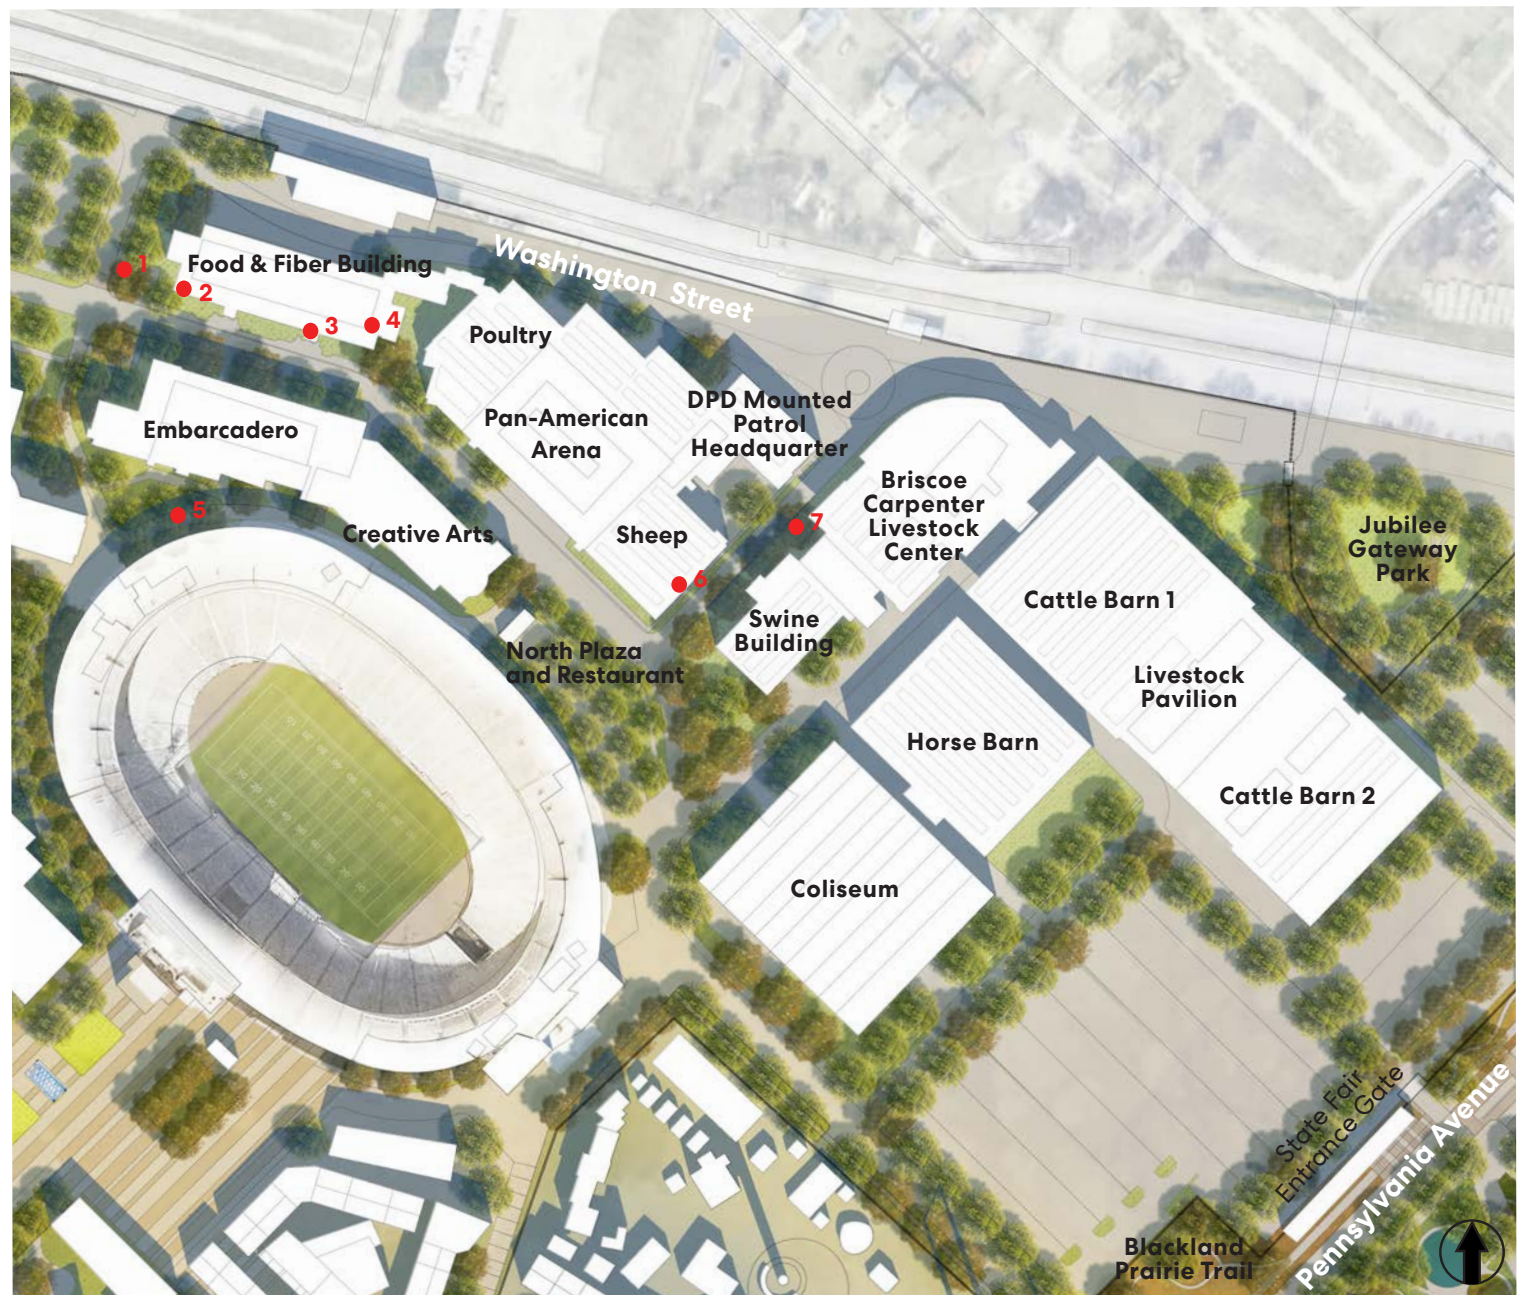 Washington Street
1
Food & Fiber Building
2
3
4
Poultry
Embarcadero
Pan-American
Arena
DPD Mounted
Patrol
Headquarter
Briscoe
Carpenter
Livestock
Center
5
Creative Arts
Sheep
7
6
Jubilee
Gateway
Park
Swine
Building
Cattle Barn 1
North Plaza
and Restaurant
Livestock
Pavilion
Horse Barn
Cattle Barn 2
Coliseum
State Fair
Entrance Gate
Pennsylvania Avenue
Blackland
Prairie Trail